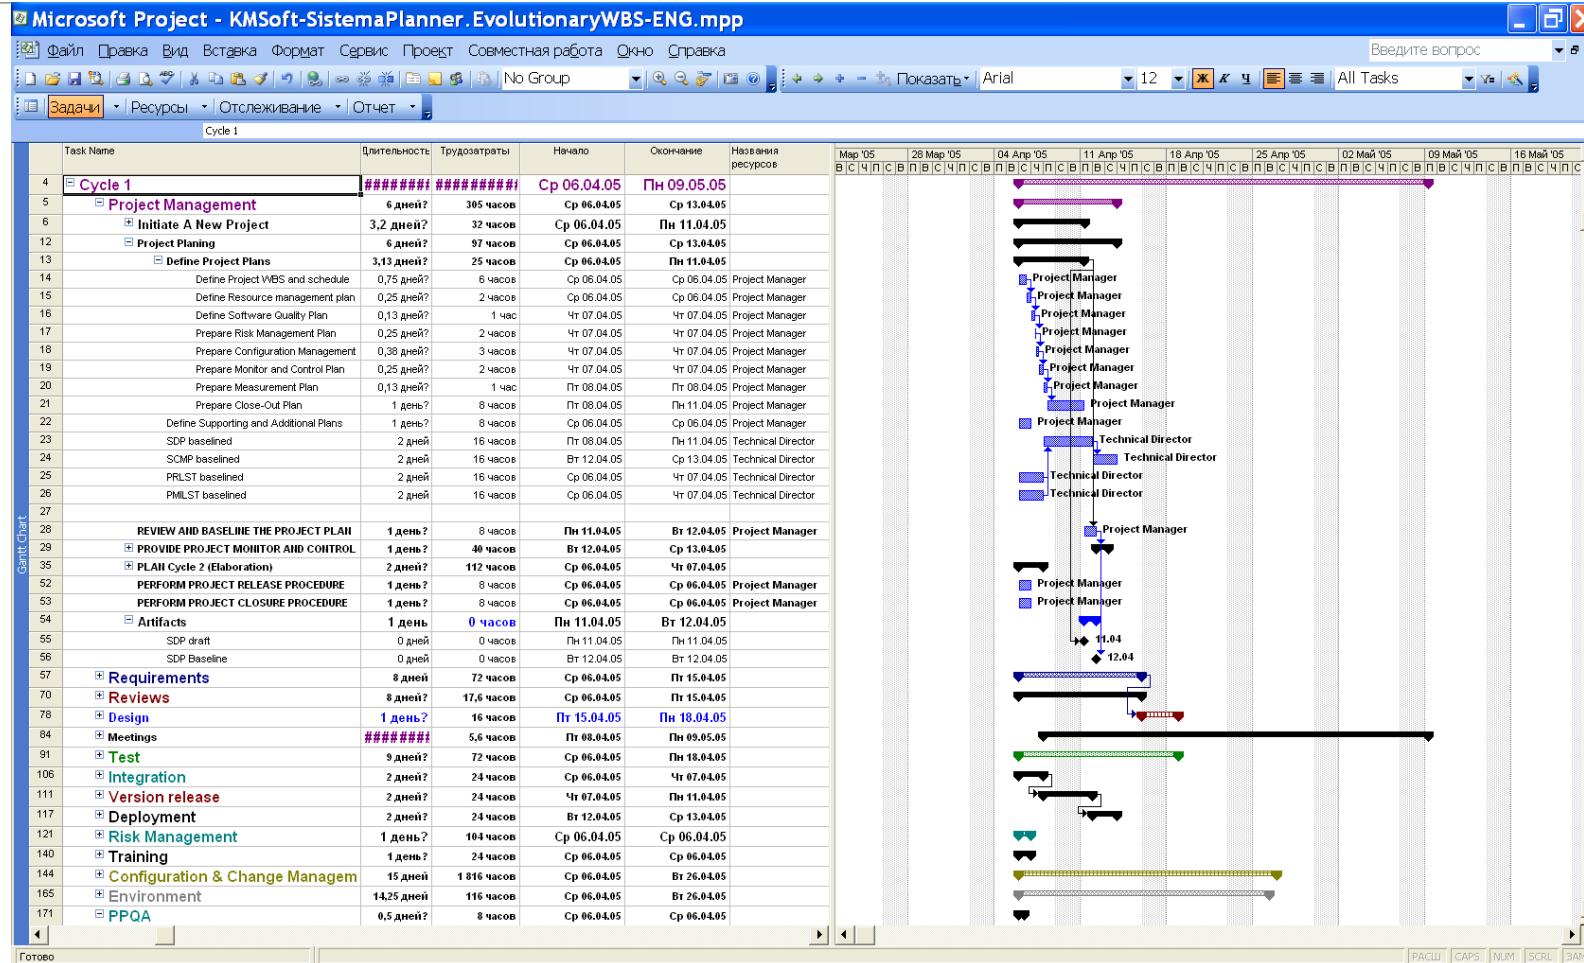 Microsoft Project - KMSoft-SistemaPlanner.EvolutionaryWBS-ENG.mpp
Файл Правка Вид Вставка Формат Сервис Проект Совместная работа Окно Справка Введите вопрос
No Group Показать Arial 12 Ж К Ч All Tasks
Задачи Ресурсы Отслеживание Отчет
Cycle 1
Task Name Длительность Трудозатраты Начало Окончание Названия ресурсов
Мар '05 28 Мар '05 04 Апр '05 11 Апр '05 18 Апр '05 25 Апр '05 02 Май '05 09 Май '05 16 Май '05
4 Cycle 1 ######## ########## Ср 06.04.05 Пн 09.05.05
5 Project Management 6 дней? 305 часов Ср 06.04.05 Ср 13.04.05
6 Initiate A New Project 3,2 дней? 32 часов Ср 06.04.05 Пн 11.04.05
12 Project Planing 6 дней? 97 часов Ср 06.04.05 Ср 13.04.05
13 Define Project Plans 3,13 дней? 25 часов Ср 06.04.05 Пн 11.04.05
14 Define Project WBS and schedule 0,75 дней? 6 часов Ср 06.04.05 Ср 06.04.05 Project Manager Project Manager
15 Define Resource management plan 0,25 дней? 2 часов Ср 06.04.05 Ср 06.04.05 Project Manager Project Manager
16 Define Software Quality Plan 0,13 дней? 1 час Чт 07.04.05 Чт 07.04.05 Project Manager Project Manager
17 Prepare Risk Management Plan 0,25 дней? 2 часов Чт 07.04.05 Чт 07.04.05 Project Manager Project Manager
18 Prepare Configuration Management 0,38 дней? 3 часов Чт 07.04.05 Чт 07.04.05 Project Manager Project Manager
19 Prepare Monitor and Control Plan 0,25 дней? 2 часов Чт 07.04.05 Чт 07.04.05 Project Manager Project Manager
20 Prepare Measurement Plan 0,13 дней? 1 час Пт 08.04.05 Пт 08.04.05 Project Manager Project Manager
21 Prepare Close-Out Plan 1 день? 8 часов Пт 08.04.05 Пн 11.04.05 Project Manager Project Manager
22 Define Supporting and Additional Plans 1 день? 8 часов Ср 06.04.05 Ср 06.04.05 Project Manager Project Manager
23 SDP baselined 2 дней 16 часов Пт 08.04.05 Пн 11.04.05 Technical Director Technical Director
24 SCMP baselined 2 дней 16 часов Вт 12.04.05 Ср 13.04.05 Technical Director Technical Director
25 PRLST baselined 2 дней 16 часов Ср 06.04.05 Чт 07.04.05 Technical Director Technical Director
26 PMILST baselined 2 дней 16 часов Ср 06.04.05 Чт 07.04.05 Technical Director Technical Director
27
28 REVIEW AND BASELINE THE PROJECT PLAN 1 день? 8 часов Пн 11.04.05 Вт 12.04.05 Project Manager Project Manager
29 PROVIDE PROJECT MONITOR AND CONTROL 1 день? 40 часов Вт 12.04.05 Ср 13.04.05
35 PLAN Cycle 2 (Elaboration) 2 дней? 112 часов Ср 06.04.05 Чт 07.04.05
52 PERFORM PROJECT RELEASE PROCEDURE 1 день? 8 часов Ср 06.04.05 Ср 06.04.05 Project Manager Project Manager
53 PERFORM PROJECT CLOSURE PROCEDURE 1 день? 8 часов Ср 06.04.05 Ср 06.04.05 Project Manager Project Manager
54 Artifacts 1 день 0 часов Пн 11.04.05 Вт 12.04.05
55 SDP draft 0 дней 0 часов Пн 11.04.05 Пн 11.04.05 11.04
56 SDP Baseline 0 дней 0 часов Вт 12.04.05 Вт 12.04.05 12.04
57 Requirements 8 дней 72 часов Ср 06.04.05 Пт 15.04.05
70 Reviews 8 дней? 17,6 часов Ср 06.04.05 Пт 15.04.05
78 Design 1 день? 16 часов Пт 15.04.05 Пн 18.04.05
84 Meetings ######## 5,6 часов Пт 08.04.05 Пн 09.05.05
91 Test 9 дней? 72 часов Ср 06.04.05 Пн 18.04.05
106 Integration 2 дней? 24 часов Ср 06.04.05 Чт 07.04.05
111 Version release 2 дней? 24 часов Чт 07.04.05 Пн 11.04.05
117 Deployment 2 дней? 24 часов Вт 12.04.05 Ср 13.04.05
121 Risk Management 1 день? 104 часов Ср 06.04.05 Ср 06.04.05
140 Training 1 день? 24 часов Ср 06.04.05 Ср 06.04.05
144 Configuration & Change Managem 15 дней 1 816 часов Ср 06.04.05 Вт 26.04.05
165 Environment 14,25 дней 116 часов Ср 06.04.05 Вт 26.04.05
171 PPQA 0,5 дней? 8 часов Ср 06.04.05 Ср 06.04.05
Gantt Chart
Готово РАСШ CAPS NUM SCRL ЗАМ